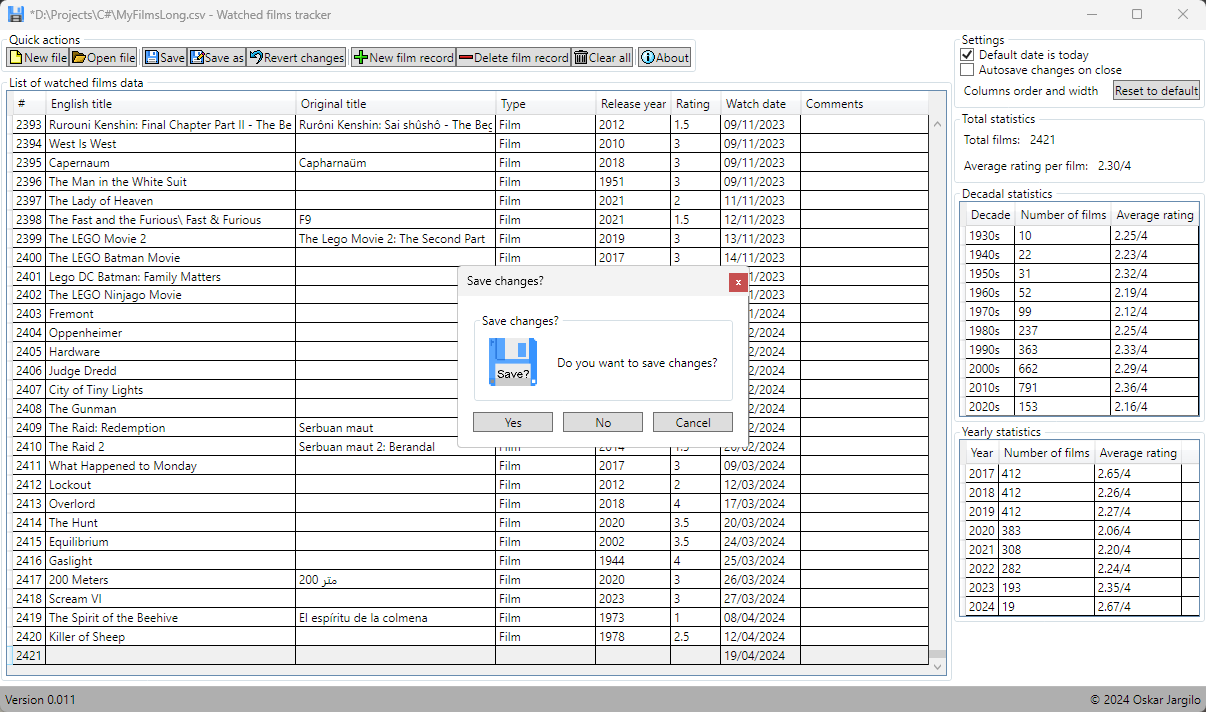 *D:\Projects\C#\MyFilmsLong.csv - Watched films tracker
Quick actions
New file Open file Save Save as Revert changes New film record Delete film record Clear all About
List of watched films data
# English title Original title Type Release year Rating Watch date Comments
2393 Rurouni Kenshin: Final Chapter Part II - The Be Rurôni Kenshin: Sai shûshô - The Beg Film 2012 1.5 09/11/2023
2394 West Is West Film 2010 3 09/11/2023
2395 Capernaum Capharnaüm Film 2018 3 09/11/2023
2396 The Man in the White Suit Film 1951 3 09/11/2023
2397 The Lady of Heaven Film 2021 2 11/11/2023
2398 The Fast and the Furious\ Fast & Furious F9 Film 2021 1.5 12/11/2023
2399 The LEGO Movie 2 The Lego Movie 2: The Second Part Film 2019 3 13/11/2023
2400 The LEGO Batman Movie Film 2017 3 14/11/2023
2401 Lego DC Batman: Family Matters 1/2023
2402 The LEGO Ninjago Movie 1/2023
2403 Fremont 1/2024
2404 Oppenheimer 2/2024
2405 Hardware 2/2024
2406 Judge Dredd 2/2024
2407 City of Tiny Lights 2/2024
2408 The Gunman 2/2024
2409 The Raid: Redemption Serbuan maut 2/2024
2410 The Raid 2 Serbuan maut 2: Berandal Film 2014 1.5 20/02/2024
2411 What Happened to Monday Film 2017 3 09/03/2024
2412 Lockout Film 2012 2 12/03/2024
2413 Overlord Film 2018 4 17/03/2024
2414 The Hunt Film 2020 3.5 20/03/2024
2415 Equilibrium Film 2002 3.5 24/03/2024
2416 Gaslight Film 1944 4 25/03/2024
2417 200 Meters 200 متر Film 2020 3 26/03/2024
2418 Scream VI Film 2023 3 27/03/2024
2419 The Spirit of the Beehive El espíritu de la colmena Film 1973 1 08/04/2024
2420 Killer of Sheep Film 1978 2.5 12/04/2024
2421 19/04/2024
Save changes?
Save changes?
Save?
Do you want to save changes?
Yes No Cancel
Settings
Default date is today
Autosave changes on close
Columns order and width Reset to default
Total statistics
Total films: 2421
Average rating per film: 2.30/4
Decadal statistics
Decade Number of films Average rating
1930s 10 2.25/4
1940s 22 2.23/4
1950s 31 2.32/4
1960s 52 2.19/4
1970s 99 2.12/4
1980s 237 2.25/4
1990s 363 2.33/4
2000s 662 2.29/4
2010s 791 2.36/4
2020s 153 2.16/4
Yearly statistics
Year Number of films Average rating
2017 412 2.65/4
2018 412 2.26/4
2019 412 2.27/4
2020 383 2.06/4
2021 308 2.20/4
2022 282 2.24/4
2023 193 2.35/4
2024 19 2.67/4
Version 0.011
© 2024 Oskar Jargilo